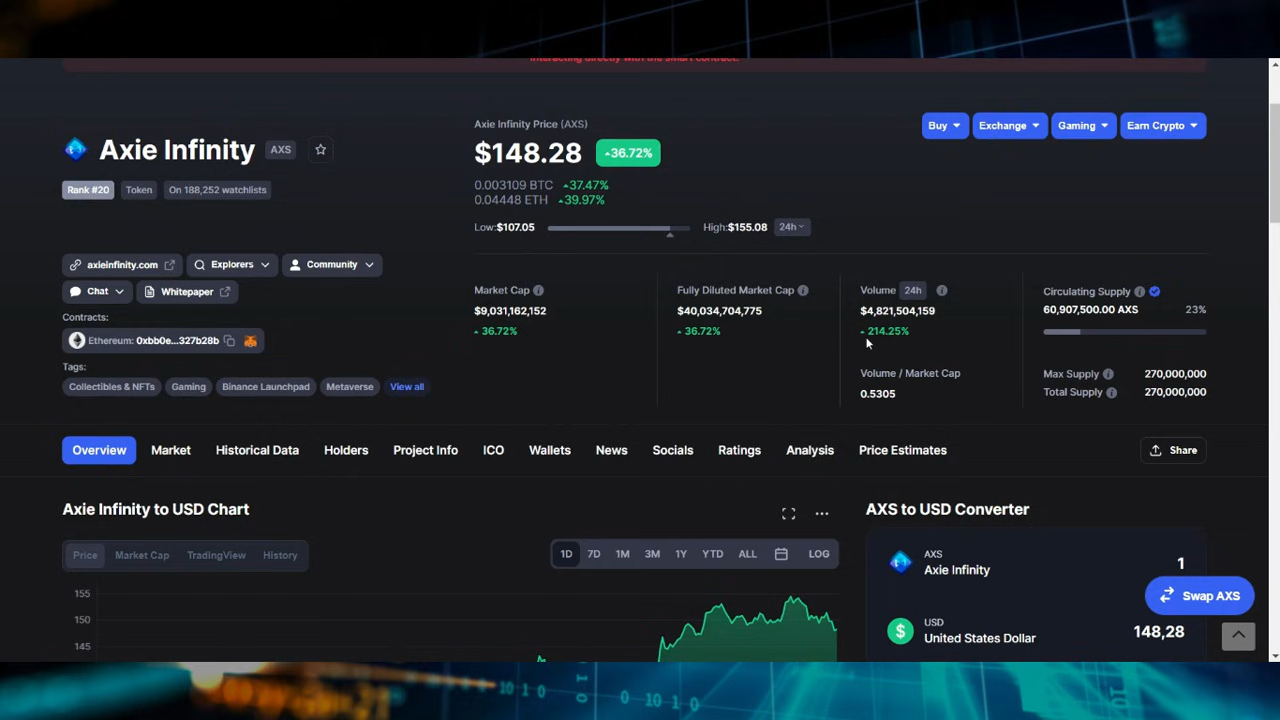 interacting directly with the smart contract.
Axie Infinity AXS
Rank #20 Token On 188,252 watchlists
axieinfinity.com Explorers Community
Chat Whitepaper
Contracts:
Ethereum: 0xbb0e...327b28b
Tags:
Collectibles & NFTs Gaming Binance Launchpad Metaverse View all
Axie Infinity Price (AXS)
$148.28 36.72%
0.003109 BTC 37.47%
0.04448 ETH 39.97%
Low:$107.05 High:$155.08 24h
Buy Exchange Gaming Earn Crypto
Market Cap
$9,031,162,152
36.72%
Fully Diluted Market Cap
$40,034,704,775
36.72%
Volume 24h
$4,821,504,159
214.25%
Volume / Market Cap
0.5305
Circulating Supply
60,907,500.00 AXS 23%
Max Supply 270,000,000
Total Supply 270,000,000
Overview Market Historical Data Holders Project Info ICO Wallets News Socials Ratings Analysis Price Estimates Share
Axie Infinity to USD Chart
Price Market Cap TradingView History
1D 7D 1M 3M 1Y YTD ALL LOG
155
150
145
AXS to USD Converter
AXS
Axie Infinity 1
USD
United States Dollar 148,28
Swap AXS